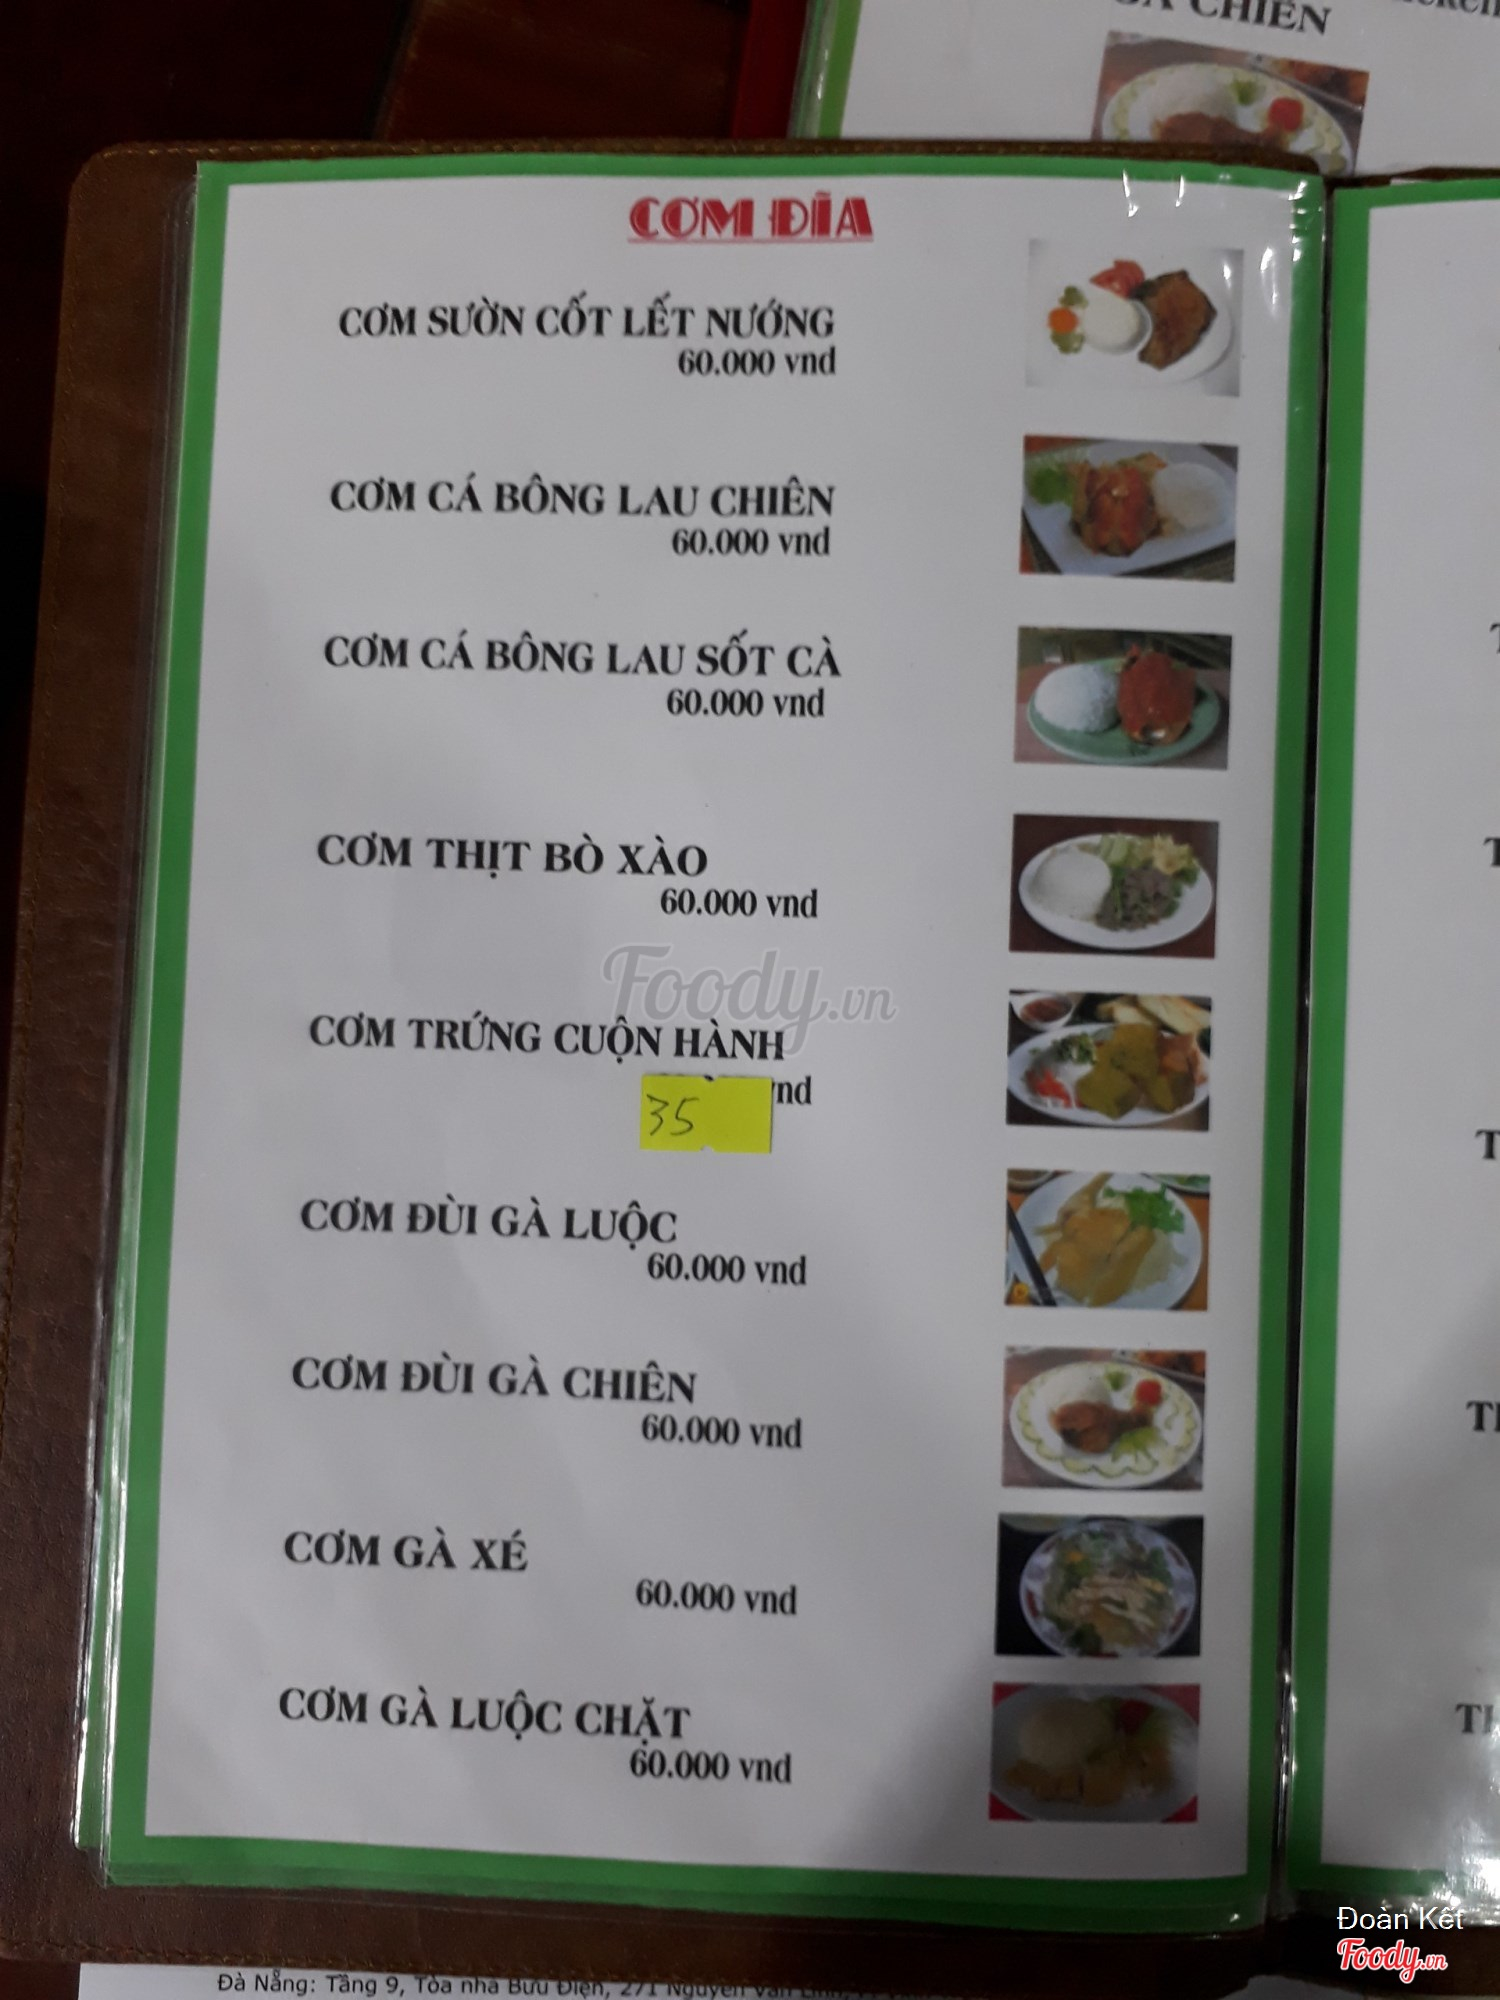 CHIÊN
CƠM ĐĨA
CƠM SƯỜN CỐT LẾT NƯỚNG
60.000 vnd
CƠM CÁ BÔNG LAU CHIÊN
60.000 vnd
CƠM CÁ BÔNG LAU SỐT CÀ
60.000 vnd
CƠM THỊT BÒ XÀO
60.000 vnd
Foody.vn
CƠM TRỨNG CUỘN HÀNH
35 vnd
CƠM ĐÙI GÀ LUỘC
60.000 vnd
CƠM ĐÙI GÀ CHIÊN
60.000 vnd
CƠM GÀ XÉ
60.000 vnd
CƠM GÀ LUỘC CHẶT
60.000 vnd
Đoàn Kết
Foody.vn
Đà Nẵng: Tầng 9, Tòa nhà Bưu Điện, 271 Nguyễn Văn Linh,